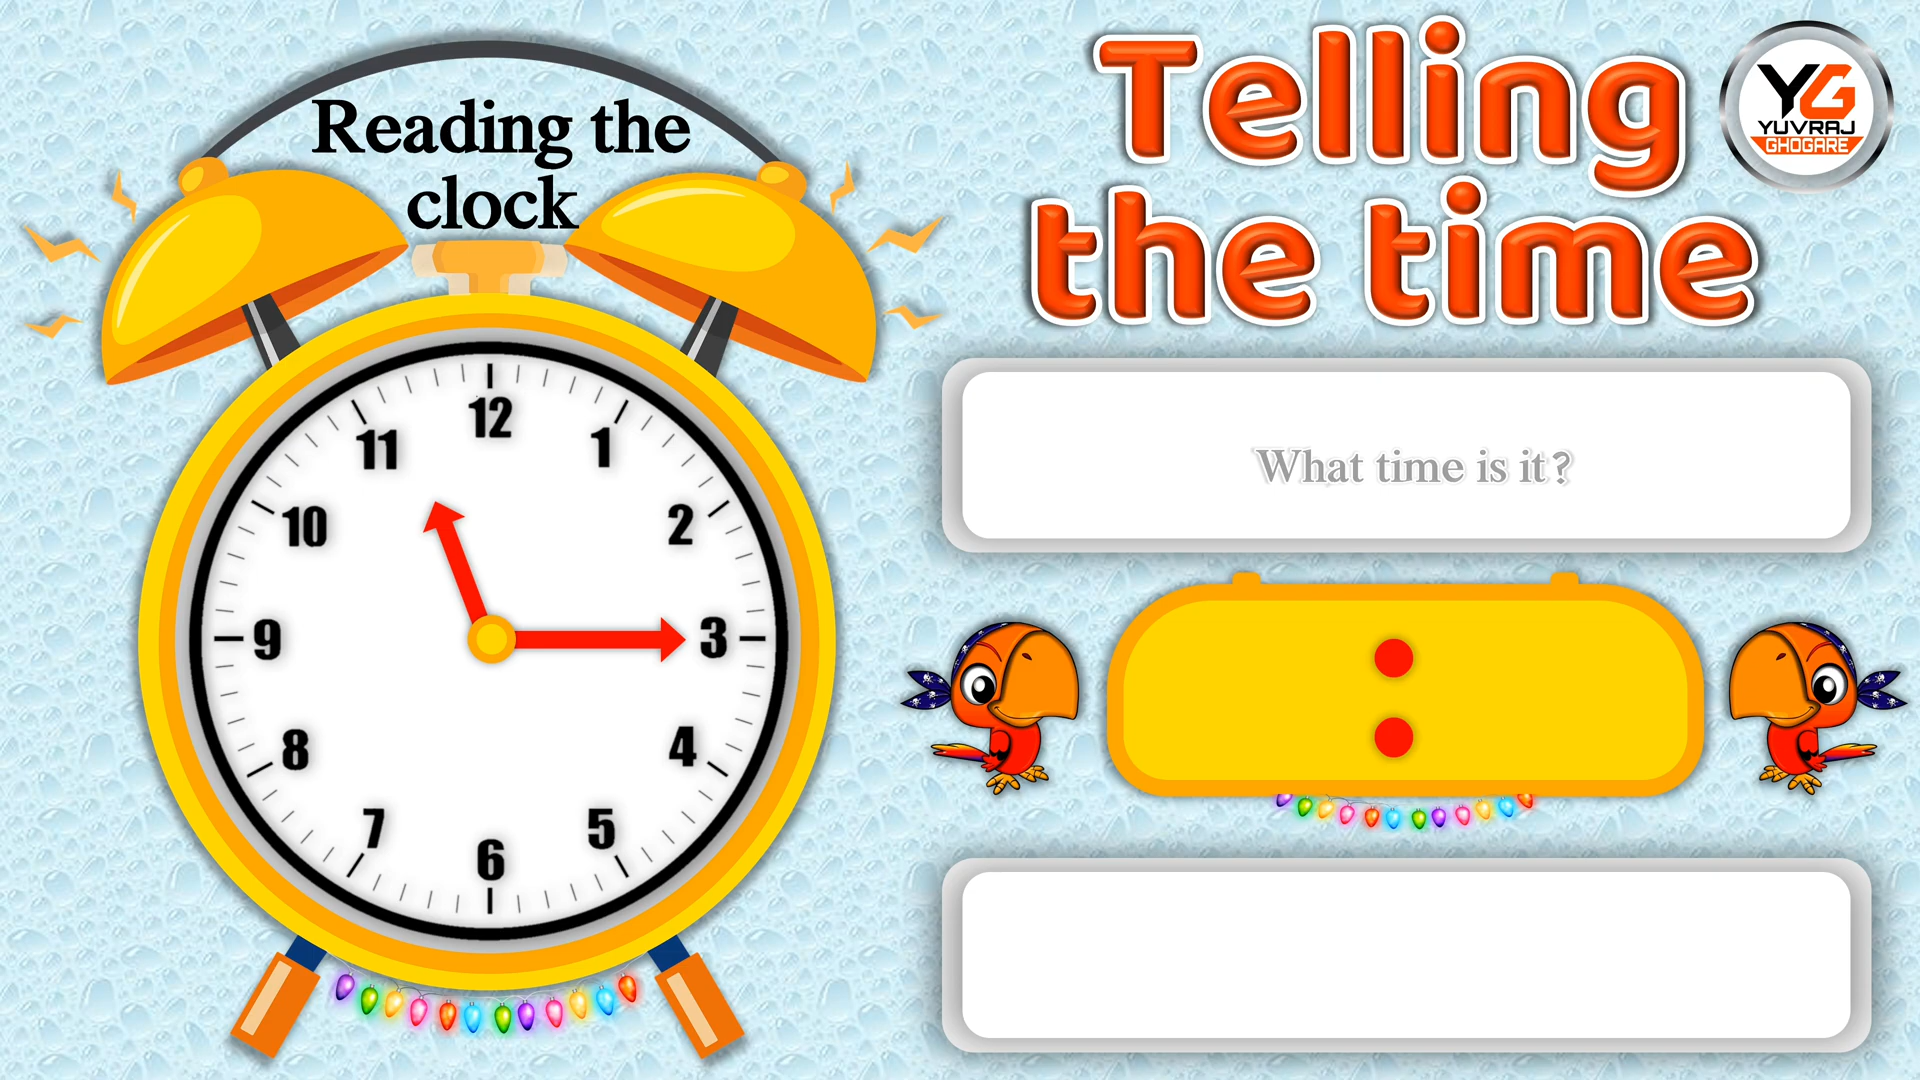 Reading the
clock
Telling
the time
YG
YUVRAJ
GHOGARE
12
11
1
10
2
9
3
8
4
7
5
6
What time is it?